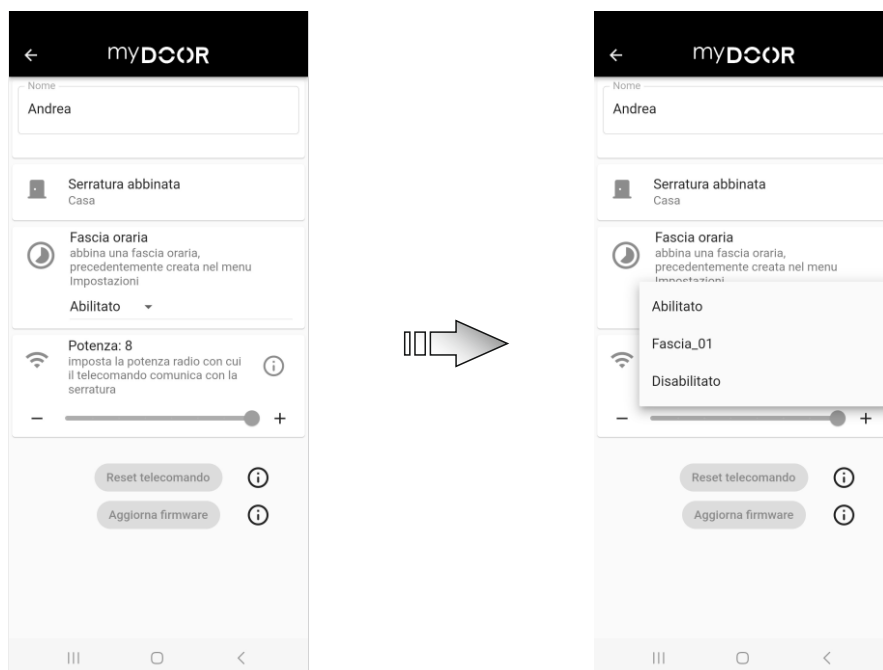 myDOOR
Nome
Andrea
Serratura abbinata
Casa
Fascia oraria
abbina una fascia oraria,
precedentemente creata nel menu
Impostazioni
Abilitato
Potenza: 8
imposta la potenza radio con cui
il telecomando comunica con la
serratura
Reset telecomando
Aggiorna firmware
myDOOR
Nome
Andrea
Serratura abbinata
Casa
Fascia oraria
abbina una fascia oraria,
precedentemente creata nel menu
Impostazioni
Abilitato
Fascia_01
Disabilitato
Reset telecomando
Aggiorna firmware